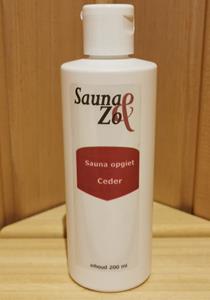 Sauna &
Zo
Sauna opgiet
Ceder
inhoud 200 ml